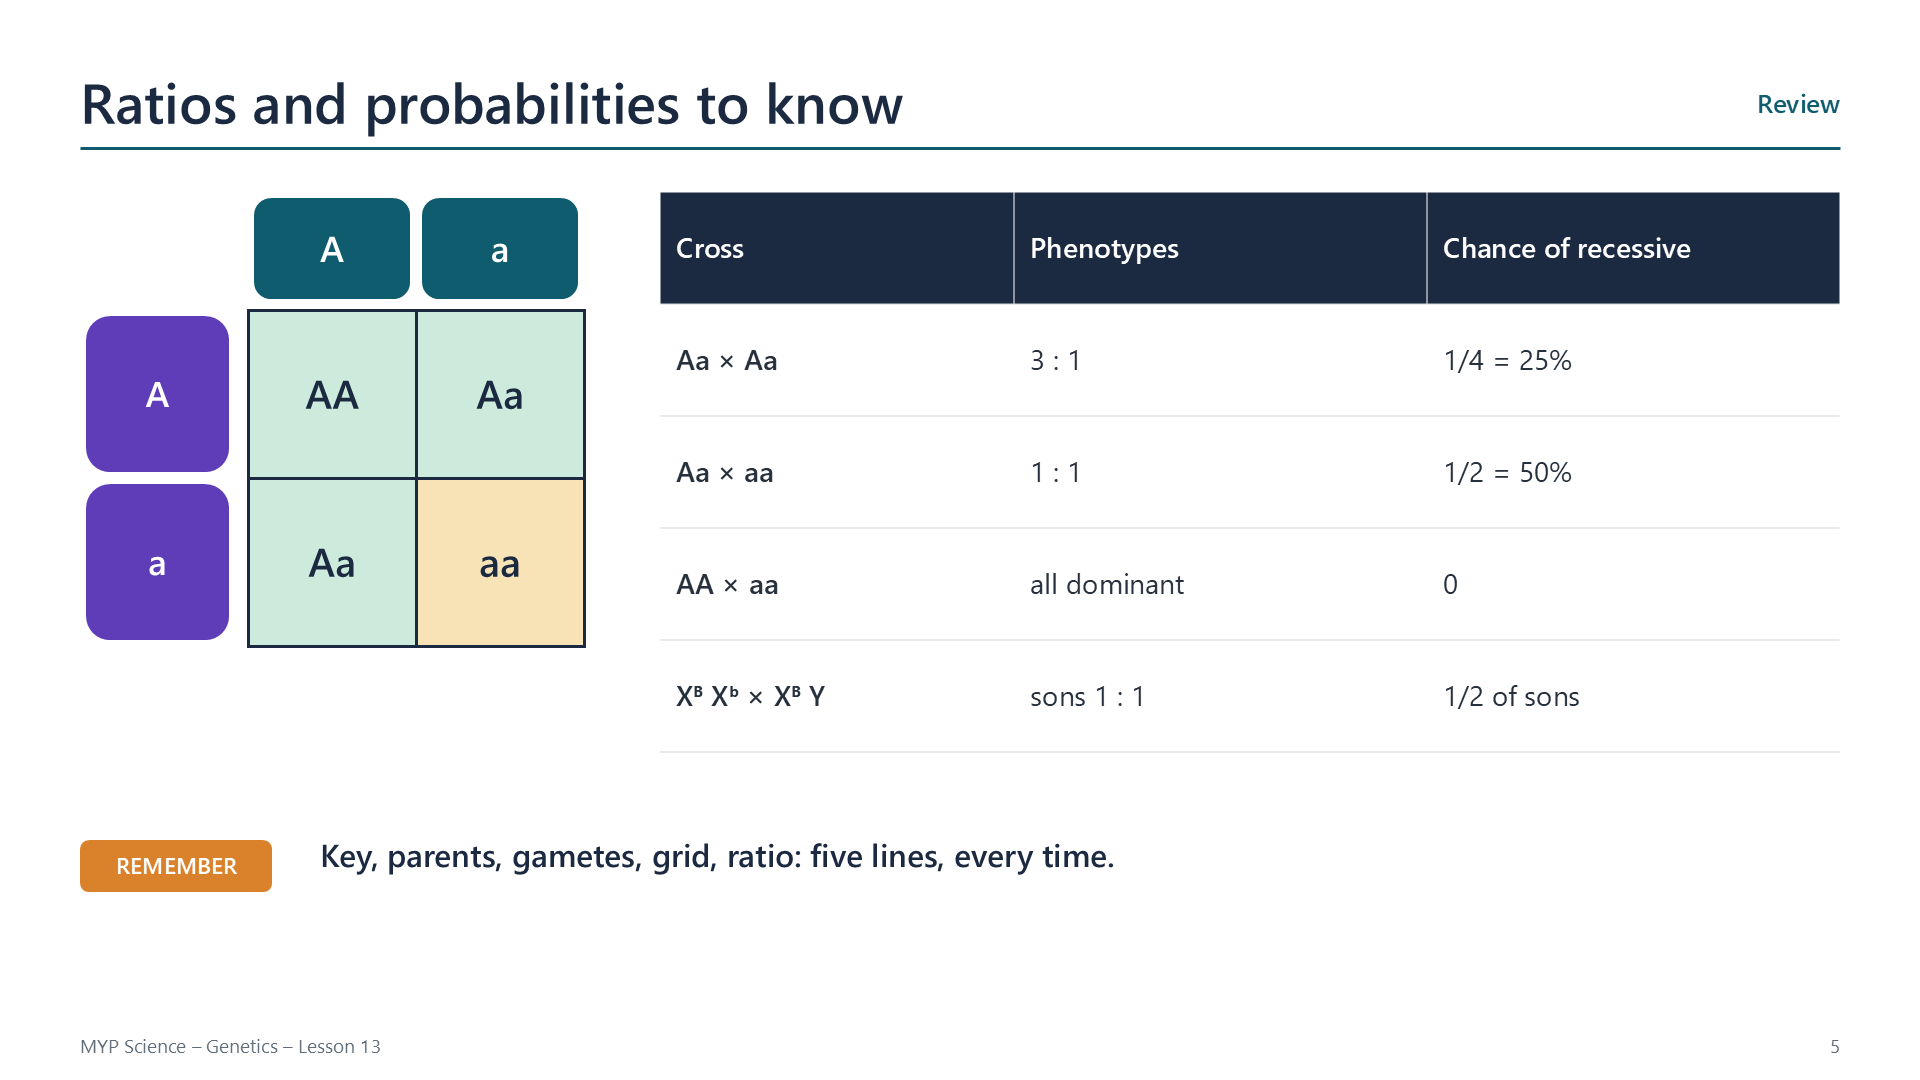 Ratios and probabilities to know
Review
A a
A AA Aa
a Aa aa
Cross Phenotypes Chance of recessive
Aa × Aa 3 : 1 1/4 = 25%
Aa × aa 1 : 1 1/2 = 50%
AA × aa all dominant 0
Xᴮ Xᵇ × Xᴮ Y sons 1 : 1 1/2 of sons
REMEMBER
Key, parents, gametes, grid, ratio: five lines, every time.
MYP Science – Genetics – Lesson 13
5